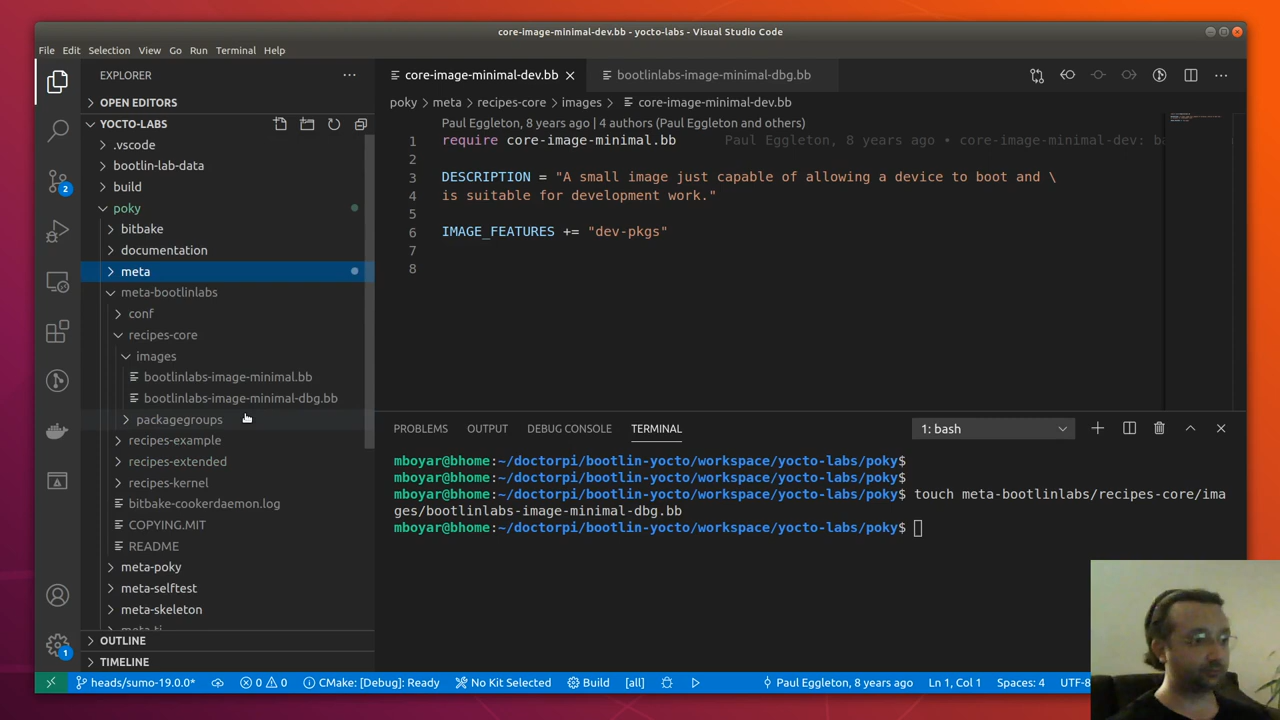 core-image-minimal-dev.bb - yocto-labs - Visual Studio Code
File Edit Selection View Go Run Terminal Help
EXPLORER
OPEN EDITORS
YOCTO-LABS
.vscode
bootlin-lab-data
build
poky
bitbake
documentation
meta
meta-bootlinlabs
conf
recipes-core
images
bootlinlabs-image-minimal.bb
bootlinlabs-image-minimal-dbg.bb
packagegroups
recipes-example
recipes-extended
recipes-kernel
bitbake-cookerdaemon.log
COPYING.MIT
README
meta-poky
meta-selftest
meta-skeleton
meta-ti
OUTLINE
TIMELINE
2
1
core-image-minimal-dev.bb bootlinlabs-image-minimal-dbg.bb
poky > meta > recipes-core > images > core-image-minimal-dev.bb
Paul Eggleton, 8 years ago | 4 authors (Paul Eggleton and others)
1 require core-image-minimal.bb Paul Eggleton, 8 years ago • core-image-minimal-dev: ba
2
3 DESCRIPTION = "A small image just capable of allowing a device to boot and \
4 is suitable for development work."
5
6 IMAGE_FEATURES += "dev-pkgs"
7
8
PROBLEMS OUTPUT DEBUG CONSOLE TERMINAL 1: bash
mboyar@bhome:~/doctorpi/bootlin-yocto/workspace/yocto-labs/poky$
mboyar@bhome:~/doctorpi/bootlin-yocto/workspace/yocto-labs/poky$
mboyar@bhome:~/doctorpi/bootlin-yocto/workspace/yocto-labs/poky$ touch meta-bootlinlabs/recipes-core/ima
ges/bootlinlabs-image-minimal-dbg.bb
mboyar@bhome:~/doctorpi/bootlin-yocto/workspace/yocto-labs/poky$
heads/sumo-19.0.0* 0 0 CMake: [Debug]: Ready No Kit Selected Build [all] Paul Eggleton, 8 years ago Ln 1, Col 1 Spaces: 4 UTF-8